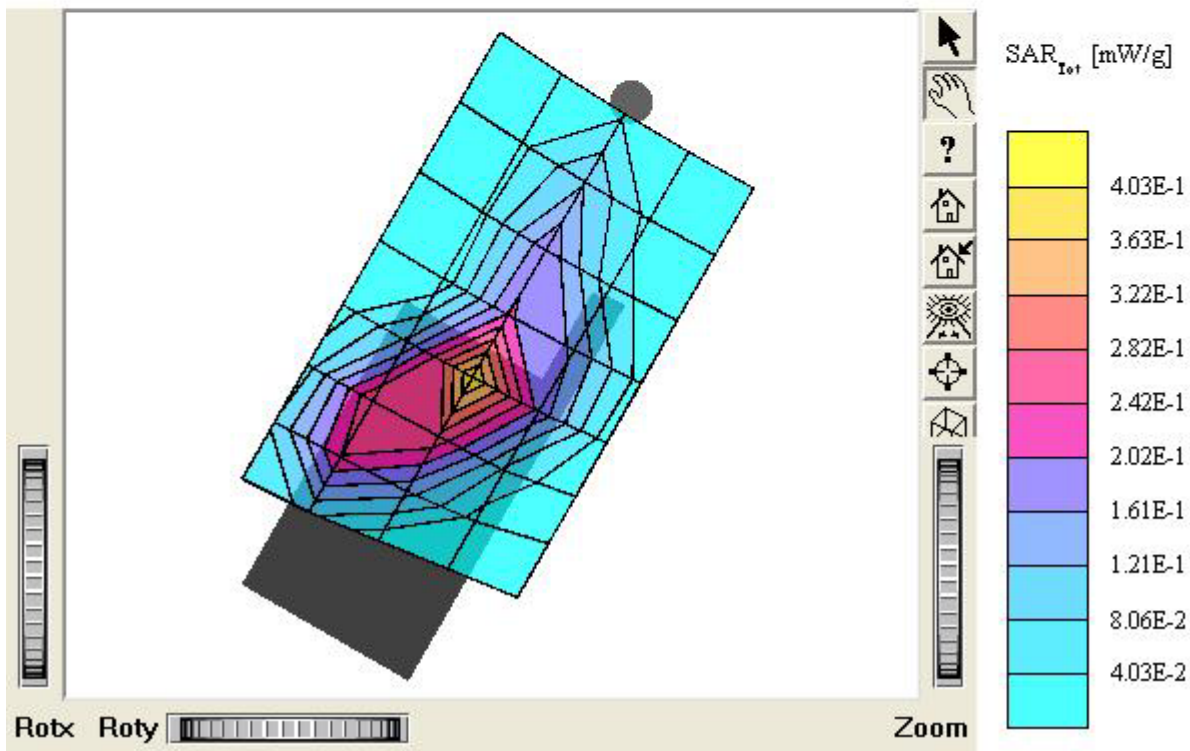 SAR_Tot [mW/g]
?
4.03E-1
3.63E-1
3.22E-1
2.82E-1
2.42E-1
2.02E-1
1.61E-1
1.21E-1
8.06E-2
4.03E-2
Rotx Roty Zoom